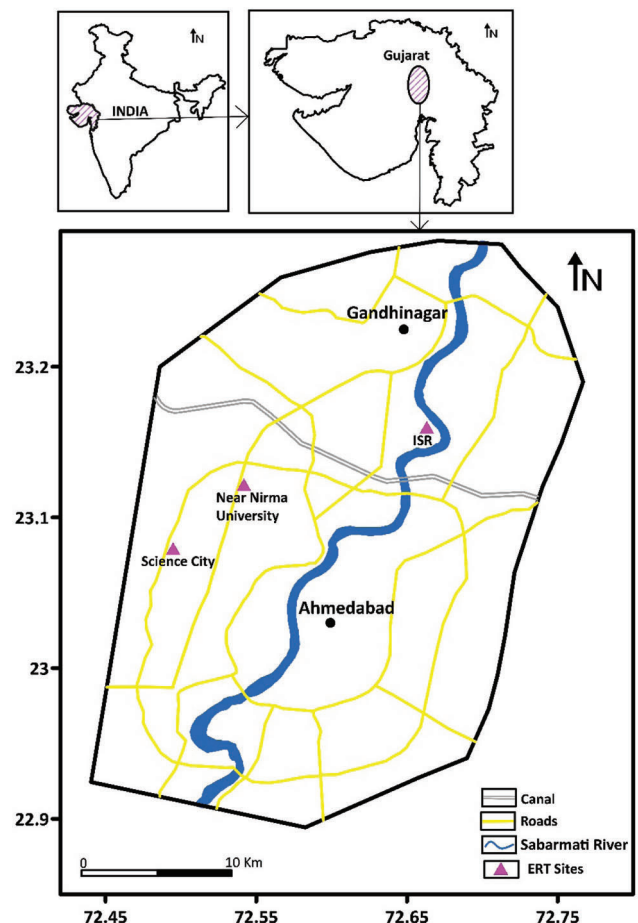 N
INDIA
N
Gujarat
N
Gandhinagar
23.2
ISR
23.1
Near Nirma
University
Science City
Ahmedabad
23
22.9
Canal
Roads
Sabarmati River
ERT Sites
0
10 Km
72.45
72.55
72.65
72.75